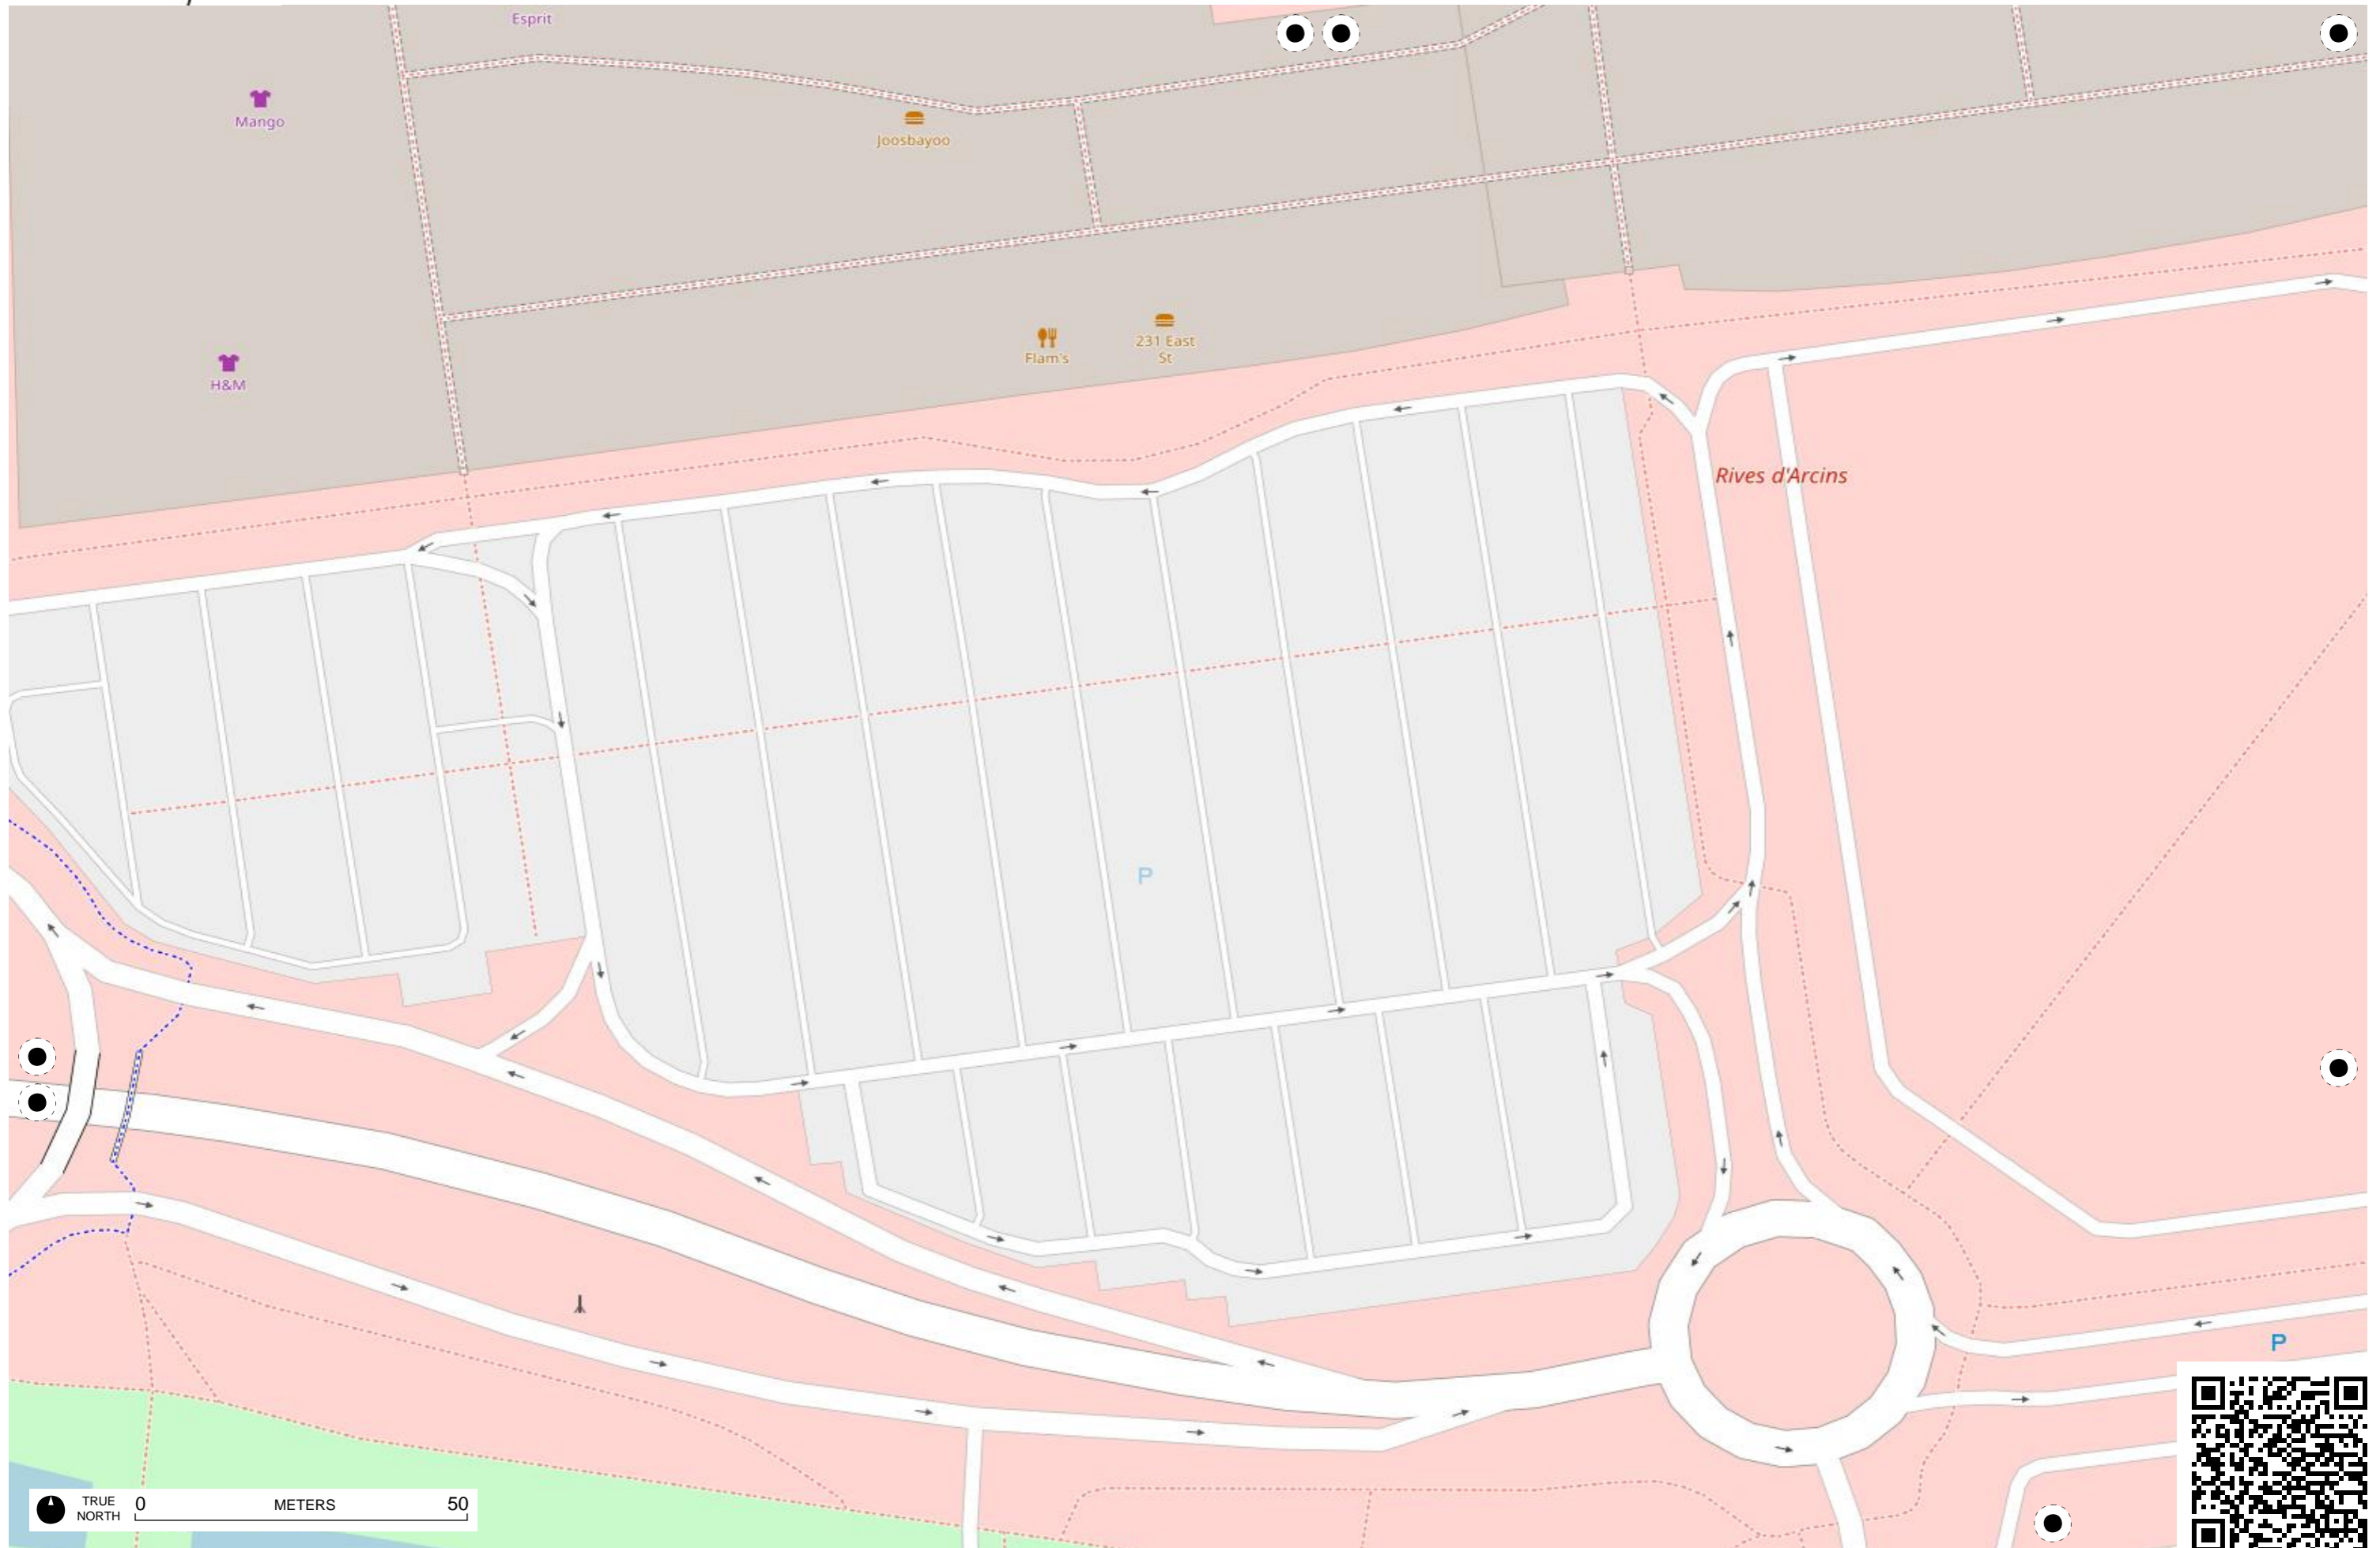 Esprit
Mango
Joosbayoo
Flam's
231 East
St
H&M
Rives d'Arcins
P
P
TRUE
NORTH
0
METERS
50